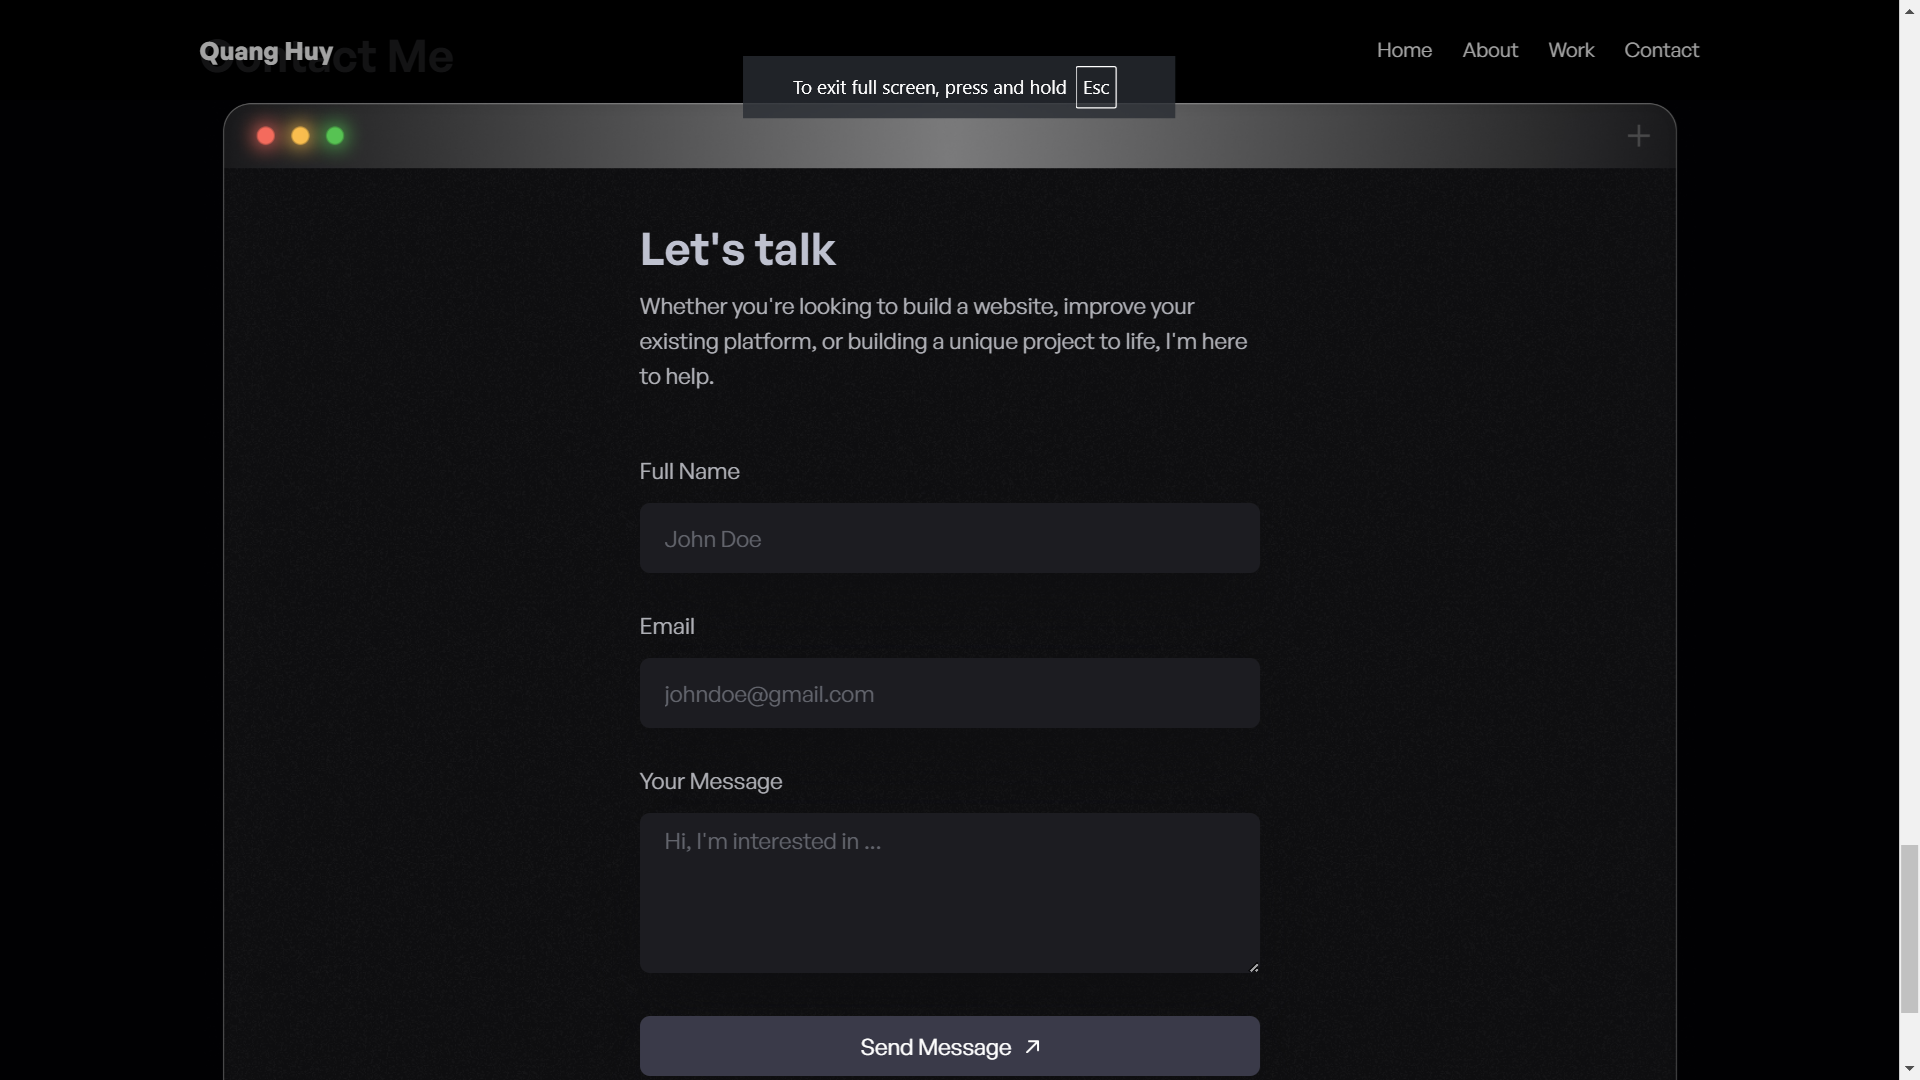 Quang Huy
Contact Me
Home
About
Work
Contact
To exit full screen, press and hold Esc
Let's talk
Whether you're looking to build a website, improve your
existing platform, or building a unique project to life, I'm here
to help.
Full Name
John Doe
Email
johndoe@gmail.com
Your Message
Hi, I'm interested in ...
Send Message